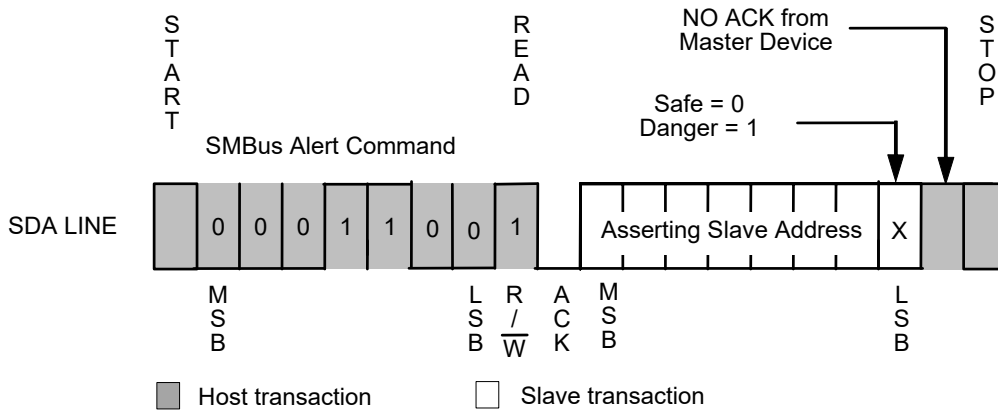 START
READ
NO ACK from
Master Device
STOP
Safe = 0
Danger = 1
SMBus Alert Command
SDA LINE
0 0 0 1 1 0 0 1
Asserting Slave Address
X
MSB
LSB
R/W
ACK
MSB
LSB
Host transaction
Slave transaction